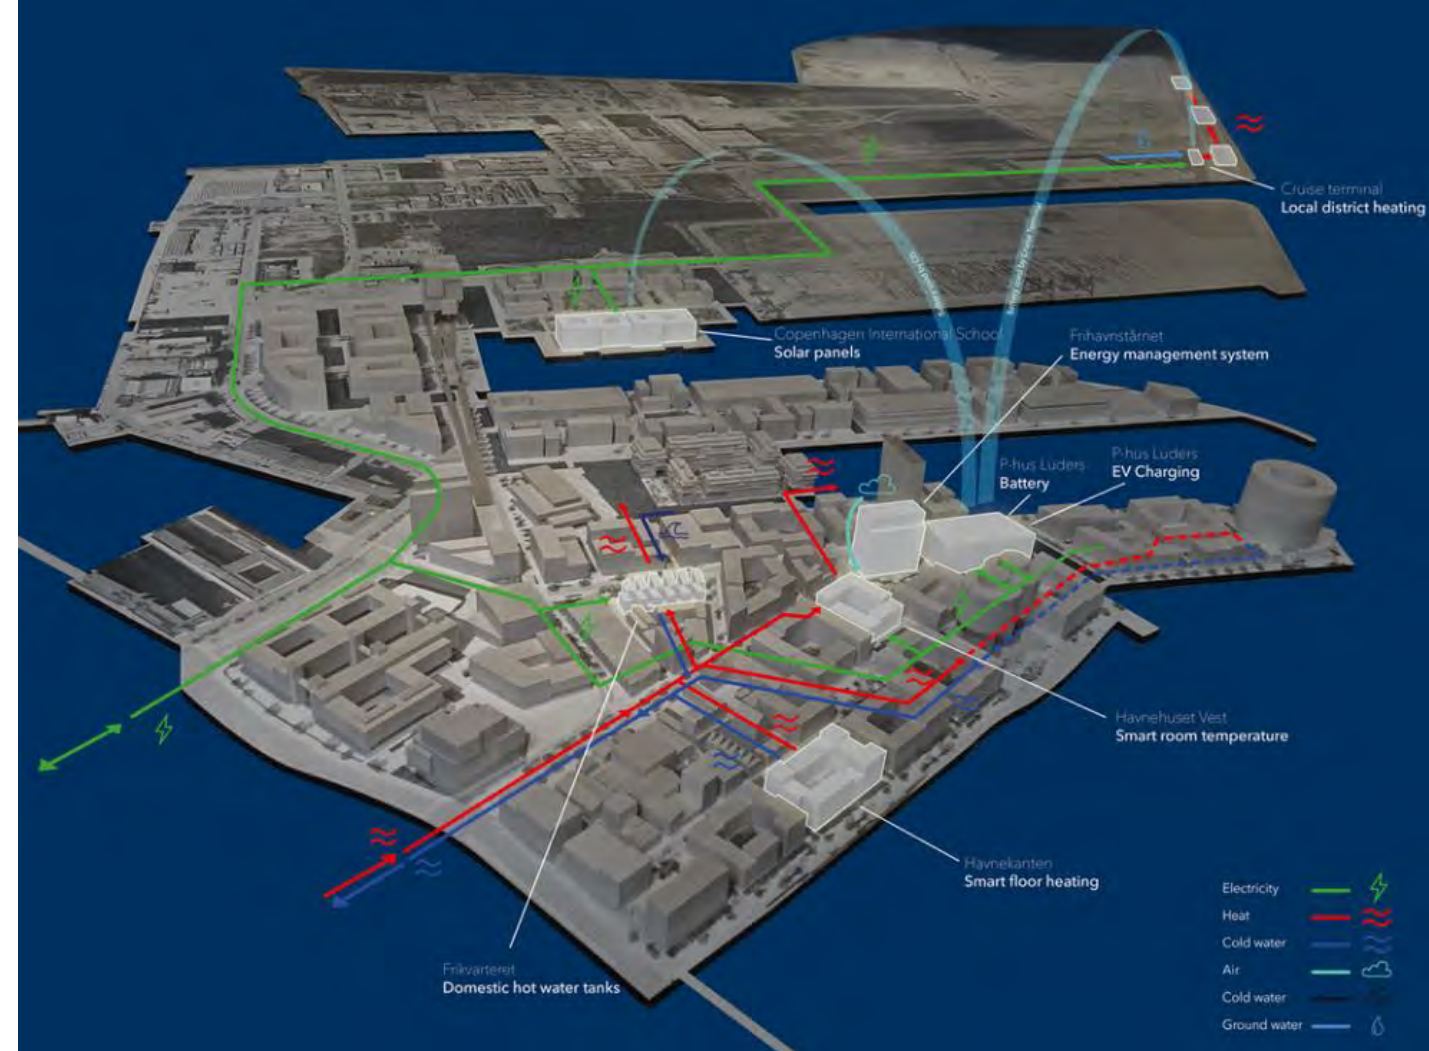 Cruise terminal
Local district heating
Copenhagen International School
Solar panels
Frihavnstårnet
Energy management system
P-hus Lüders
Battery
P-hus Lüders
EV Charging
Havnehuset Vest
Smart room temperature
Havnekanten
Smart floor heating
Frikvarteret
Domestic hot water tanks
Electricity
Heat
Cold water
Air
Cold water
Ground water